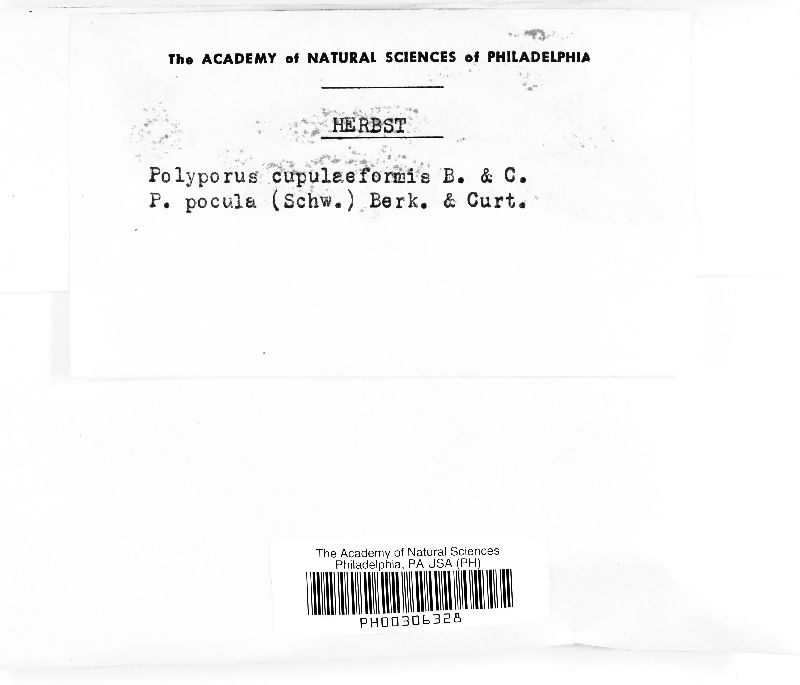 The ACADEMY of NATURAL SCIENCES of PHILADELPHIA
HERBST
Polyporus cupulaeformis B. & C.
P. pocula (Schw.) Berk. & Curt.
The Academy of Natural Sciences
Philadelphia, PA USA (PH)
PH00306328